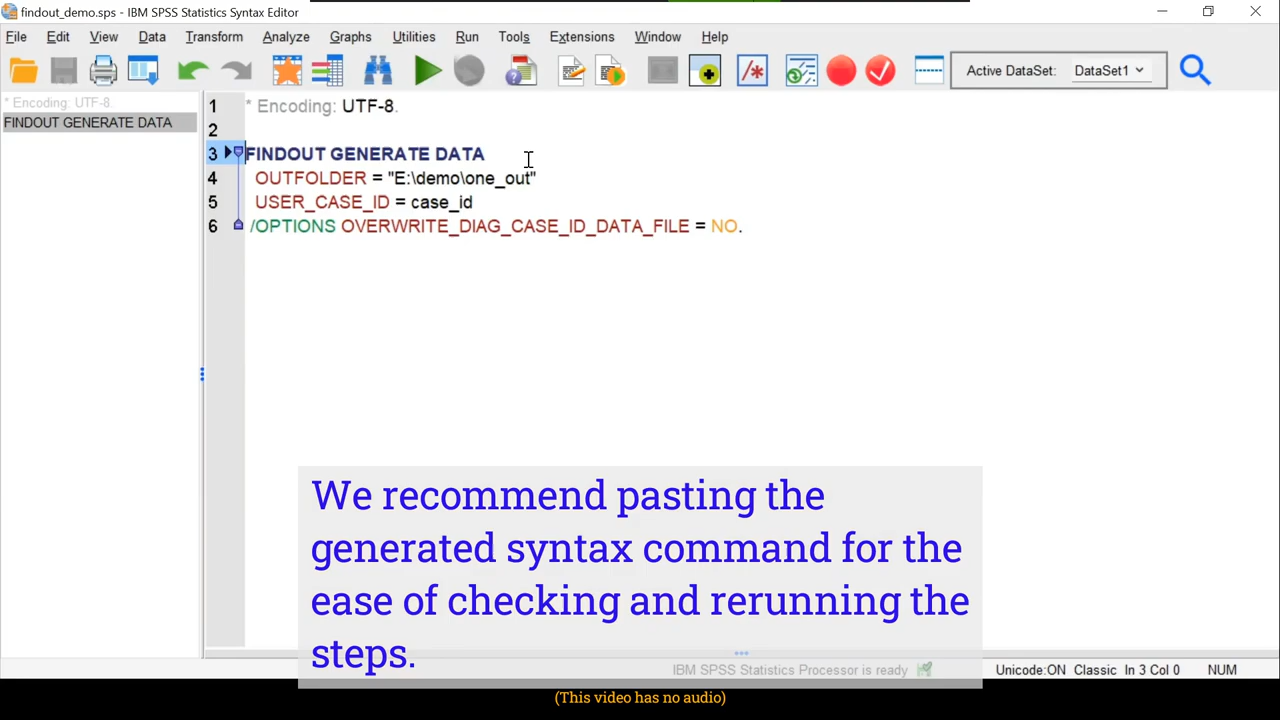 findout_demo.sps - IBM SPSS Statistics Syntax Editor
File Edit View Data Transform Analyze Graphs Utilities Run Tools Extensions Window Help
Active DataSet: DataSet1
* Encoding: UTF-8.
FINDOUT GENERATE DATA
1 * Encoding: UTF-8.
2
3 FINDOUT GENERATE DATA
4 OUTFOLDER = "E:\demo\one_out"
5 USER_CASE_ID = case_id
6 /OPTIONS OVERWRITE_DIAG_CASE_ID_DATA_FILE = NO.
We recommend pasting the
generated syntax command for the
ease of checking and rerunning the
steps.
IBM SPSS Statistics Processor is ready Unicode:ON Classic In 3 Col 0 NUM
(This video has no audio)